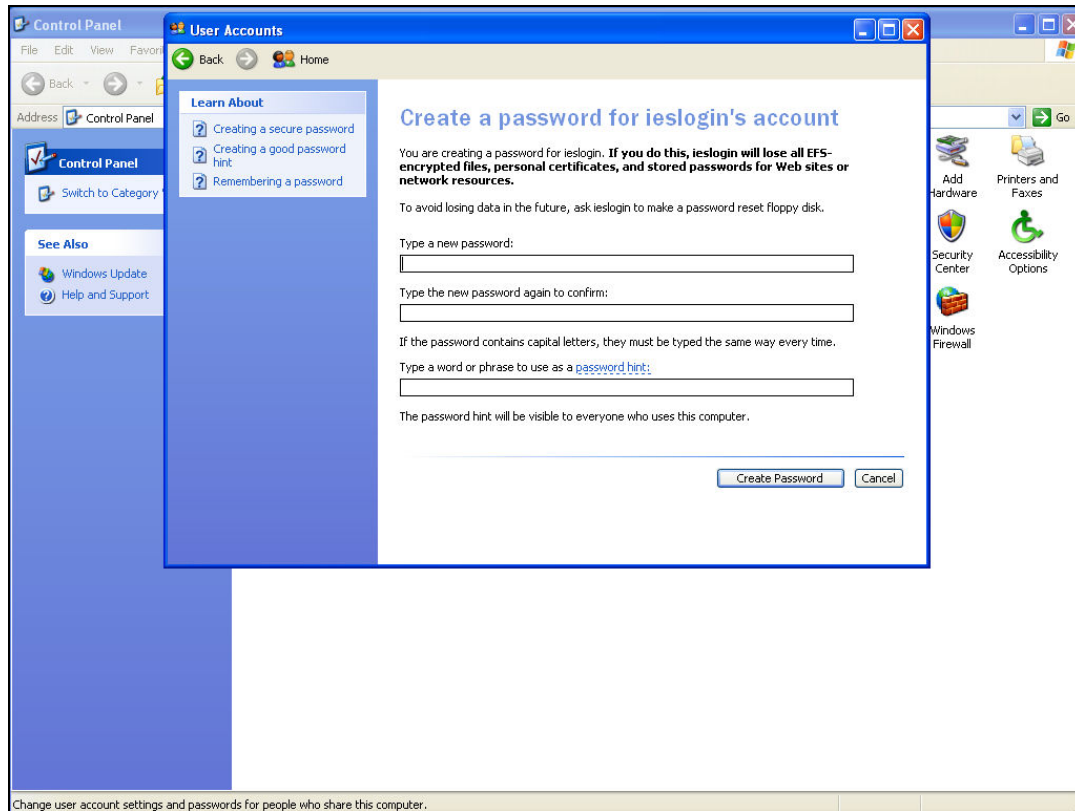 Control Panel
File Edit View Favori
Back
Address Control Panel
Go
Control Panel
Switch to Category
See Also
Windows Update
Help and Support
User Accounts
Back Home
Learn About
Creating a secure password
Creating a good password
hint
Remembering a password
Create a password for ieslogin's account
You are creating a password for ieslogin. If you do this, ieslogin will lose all EFS-
encrypted files, personal certificates, and stored passwords for Web sites or
network resources.
To avoid losing data in the future, ask ieslogin to make a password reset floppy disk.
Type a new password:
Type the new password again to confirm:
If the password contains capital letters, they must be typed the same way every time.
Type a word or phrase to use as a password hint:
The password hint will be visible to everyone who uses this computer.
Create Password Cancel
Add
Hardware
Printers and
Faxes
Security
Center
Accessibility
Options
Windows
Firewall
Change user account settings and passwords for people who share this computer.